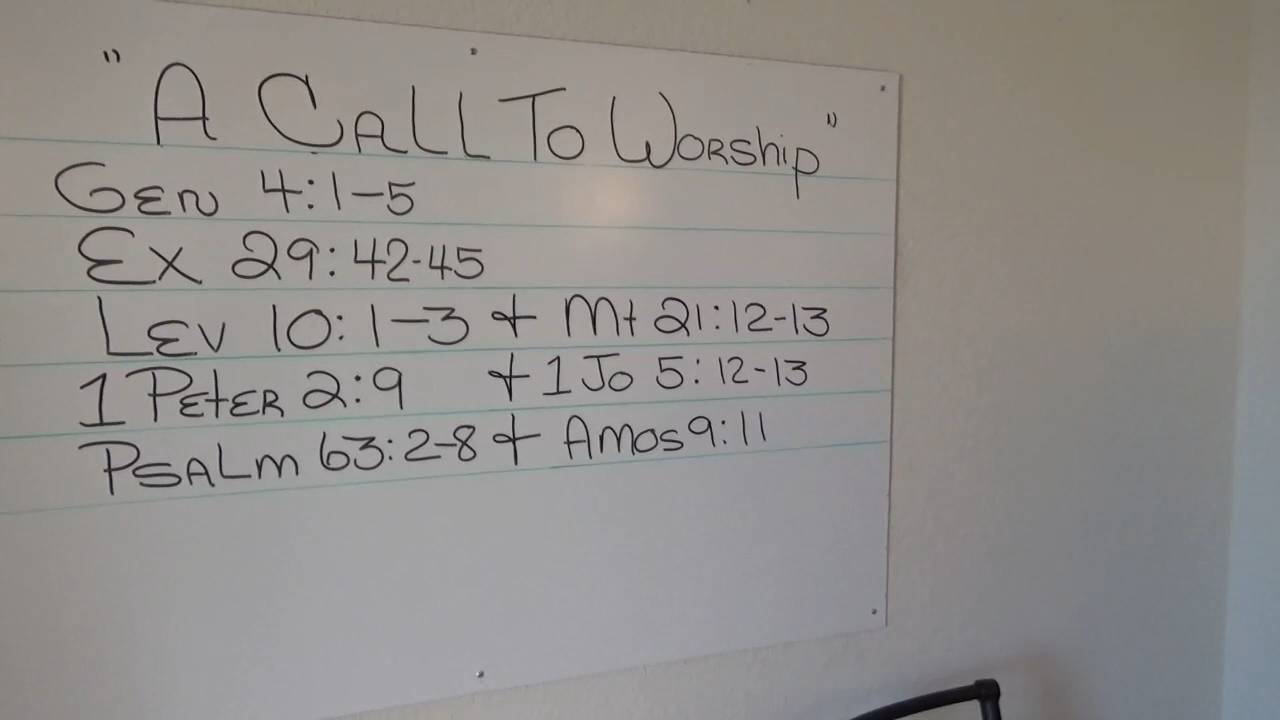 "A Call To Worship"
Gen 4:1-5
Ex 29:42-45
Lev 10:1-3 + Mt 21:12-13
1 Peter 2:9 + 1 Jo 5:12-13
Psalm 63:2-8 + Amos 9:11